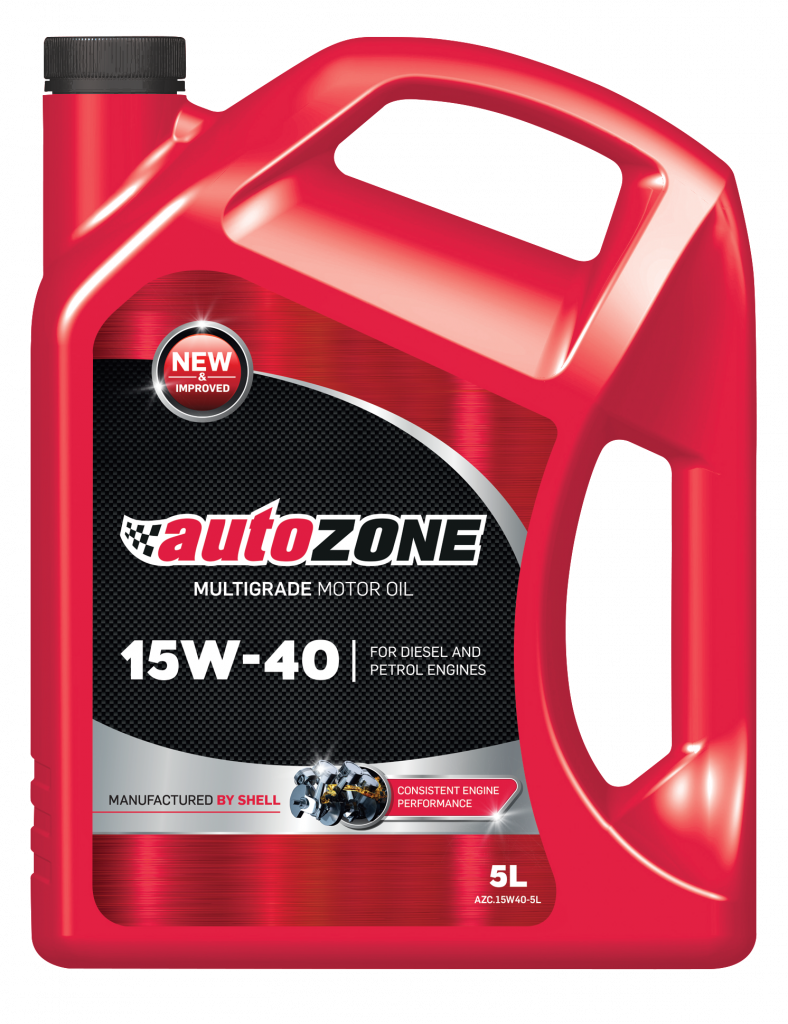 NEW
&
IMPROVED
autoZONE
MULTIGRADE MOTOR OIL
15W-40
FOR DIESEL AND
PETROL ENGINES
MANUFACTURED BY SHELL
CONSISTENT ENGINE
PERFORMANCE
5L
AZC.15W40-5L